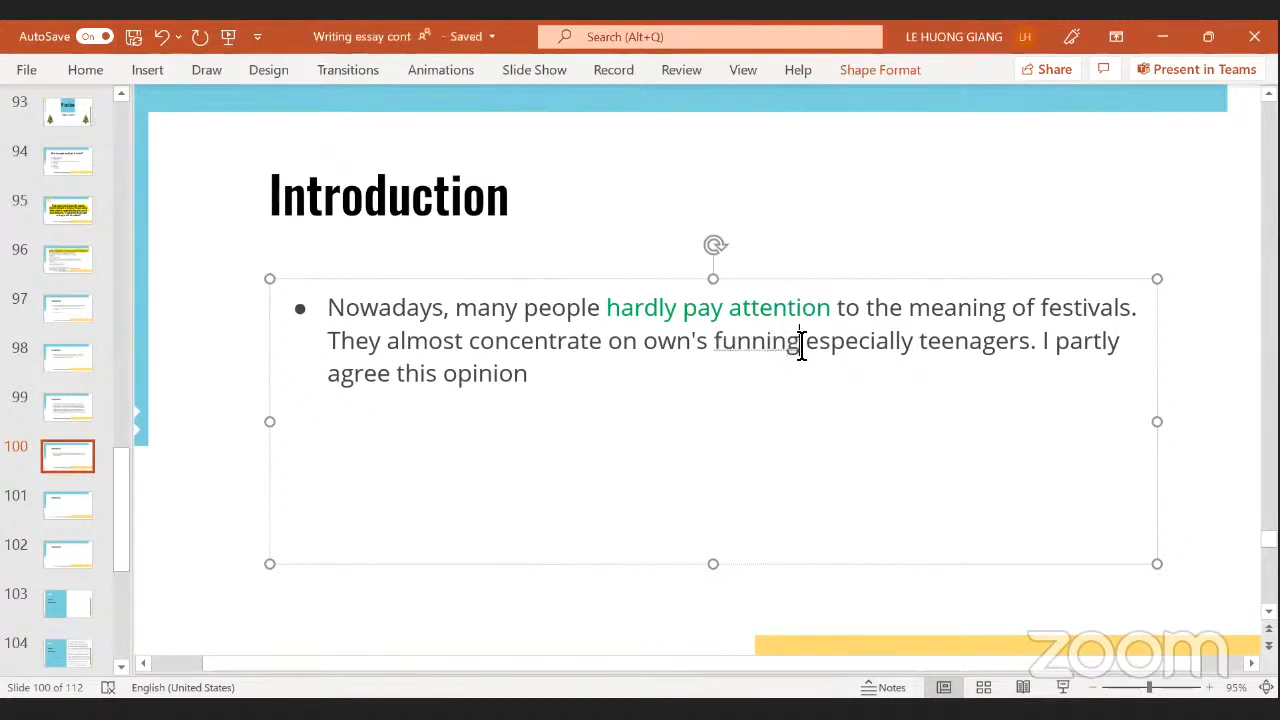 AutoSave On Writing essay cont - Saved Search (Alt+Q) LE HUONG GIANG LH
File Home Insert Draw Design Transitions Animations Slide Show Record Review View Help Shape Format Share Present in Teams
93
94
95
96
97
98
99
100
101
102
103
104
Introduction
• Nowadays, many people hardly pay attention to the meaning of festivals.
They almost concentrate on own's funning especially teenagers. I partly
agree this opinion
zoom
Slide 100 of 112 English (United States) Notes 95%